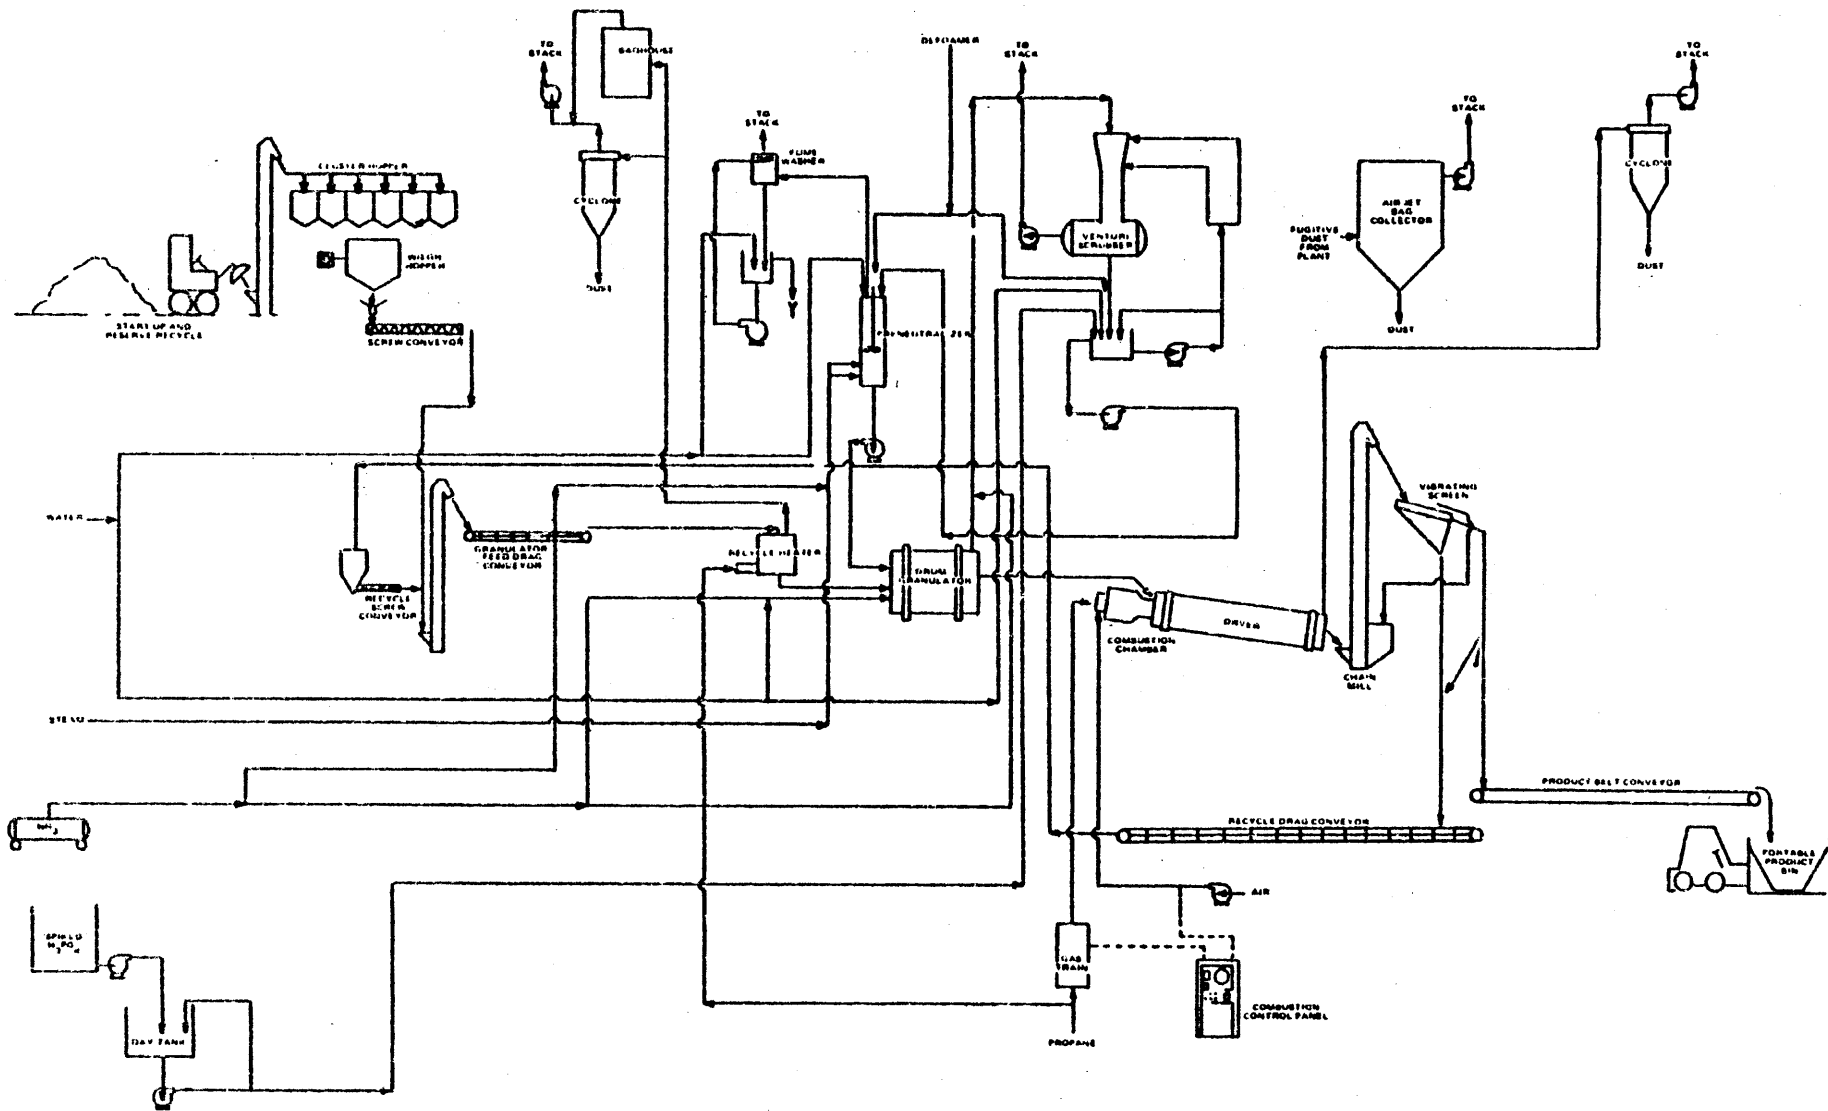 TO
STACK
BAGHOUSE
DEFOAMER
TO
STACK
TO
STACK
TO
STACK
TO
STACK
FUME
WASHER
CLUSTER HOPPER
CYCLONE
CYCLONE
AIR JET
BAG
COLLECTOR
FUGITIVE
DUST
FROM
PLANT
VENTURI
SCRUBBER
WEIGH
HOPPER
DUST
DUST
DUST
START UP AND
RESERVE RECYCLE
SCREW CONVEYOR
PRENEUTRALIZER
VIBRATING
SCREEN
WATER
GRANULATOR
FEED DRAG
CONVEYOR
RECYCLE HEATER
DRUM
GRANULATOR
RECYCLE
SCREW
CONVEYOR
DRYER
COMBUSTION
CHAMBER
CHAIN
MILL
PRODUCT BELT CONVEYOR
RECYCLE DRAG CONVEYOR
NH3
PORTABLE
PRODUCT
BIN
AIR
H3PO4
GAS
TRAIN
COMBUSTION
CONTROL PANEL
DAY TANK
PROPANE